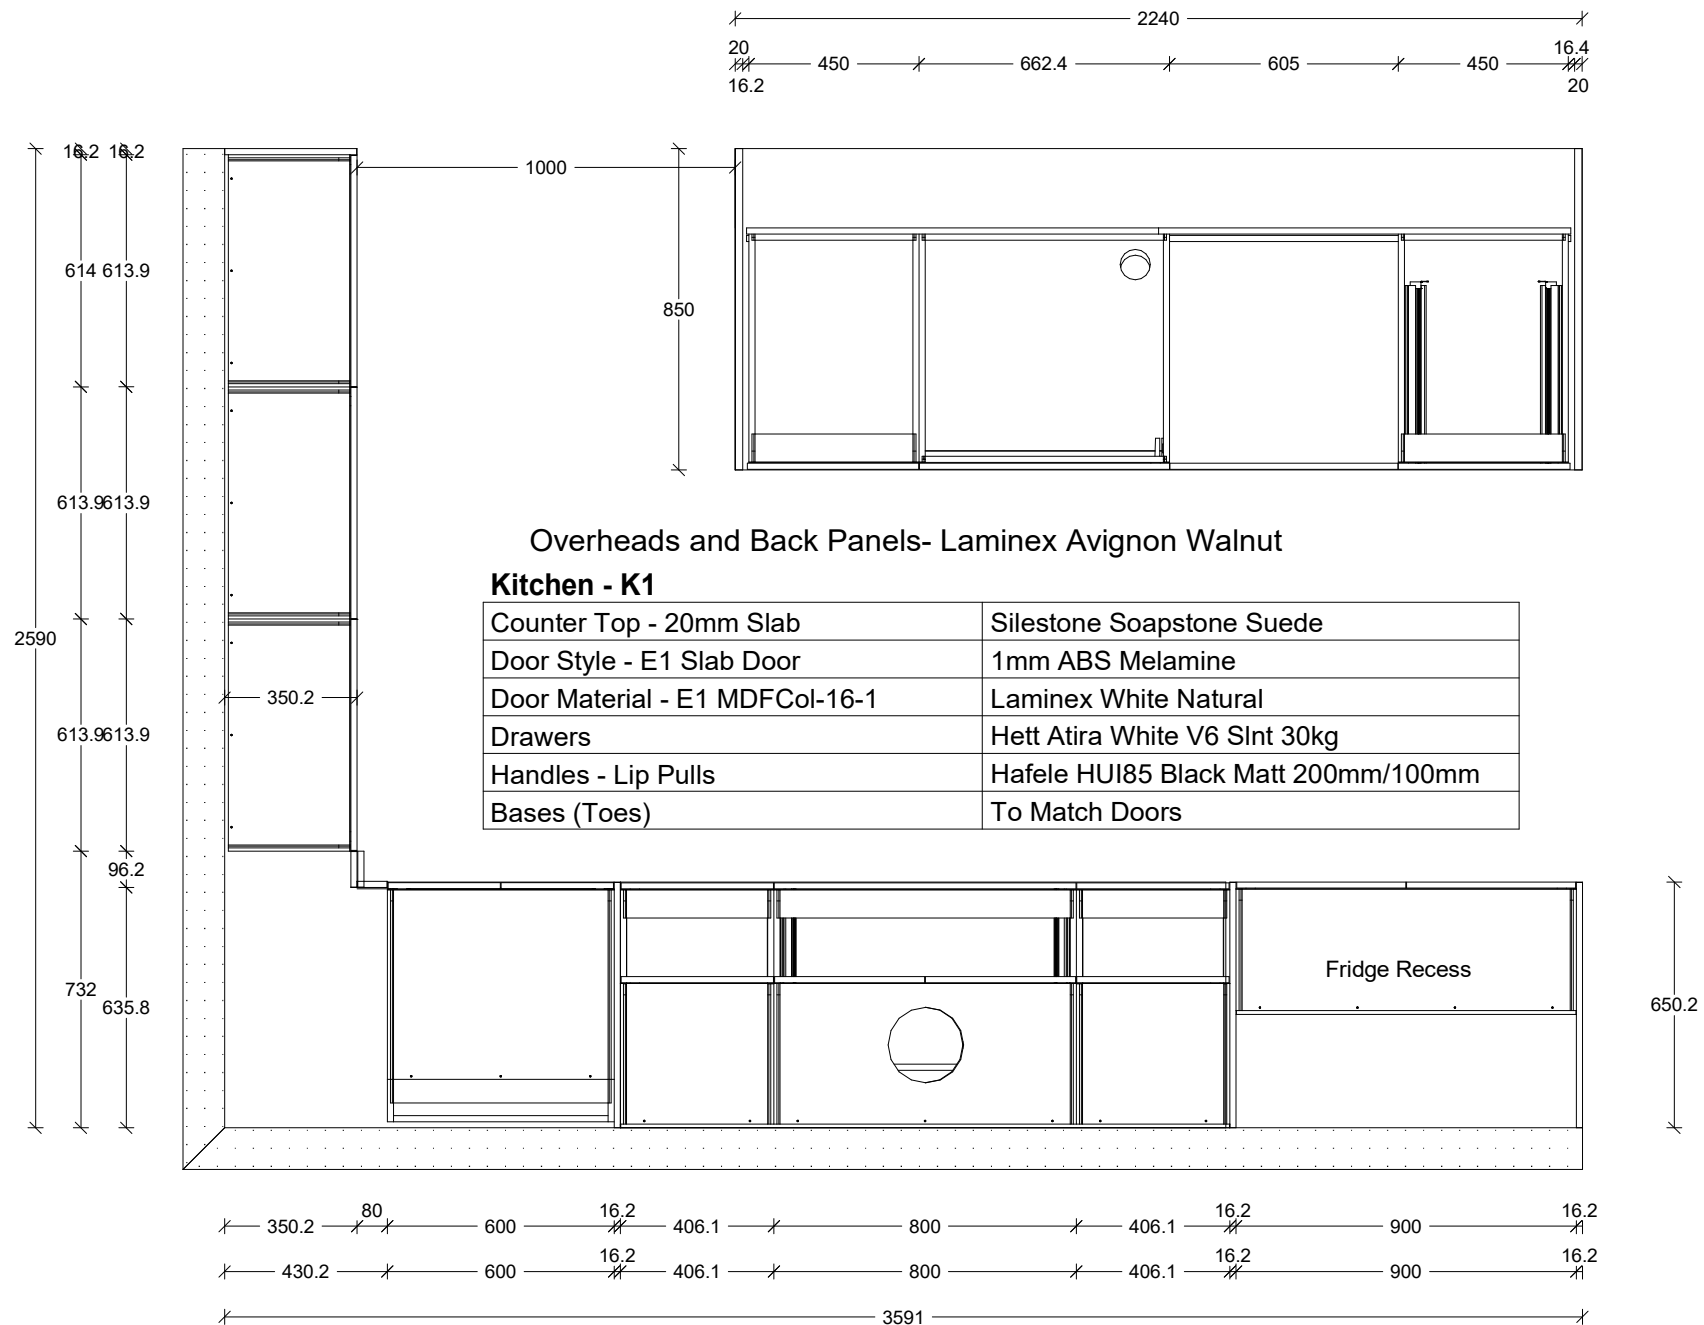 2240
20 16.4
450 662.4 605 450
16.2 20
16.2 16.2
1000
614 613.9
850
613.9 613.9
Overheads and Back Panels- Laminex Avignon Walnut
Kitchen - K1
Counter Top - 20mm Slab Silestone Soapstone Suede
2590
Door Style - E1 Slab Door 1mm ABS Melamine
350.2
Door Material - E1 MDFCol-16-1 Laminex White Natural
613.9 613.9
Drawers Hett Atira White V6 Slnt 30kg
Handles - Lip Pulls Hafele HUI85 Black Matt 200mm/100mm
Bases (Toes) To Match Doors
96.2
Fridge Recess
732
635.8 650.2
80 16.2 16.2 16.2
350.2 600 406.1 800 406.1 900
16.2 16.2 16.2
430.2 600 406.1 800 406.1 900
3591